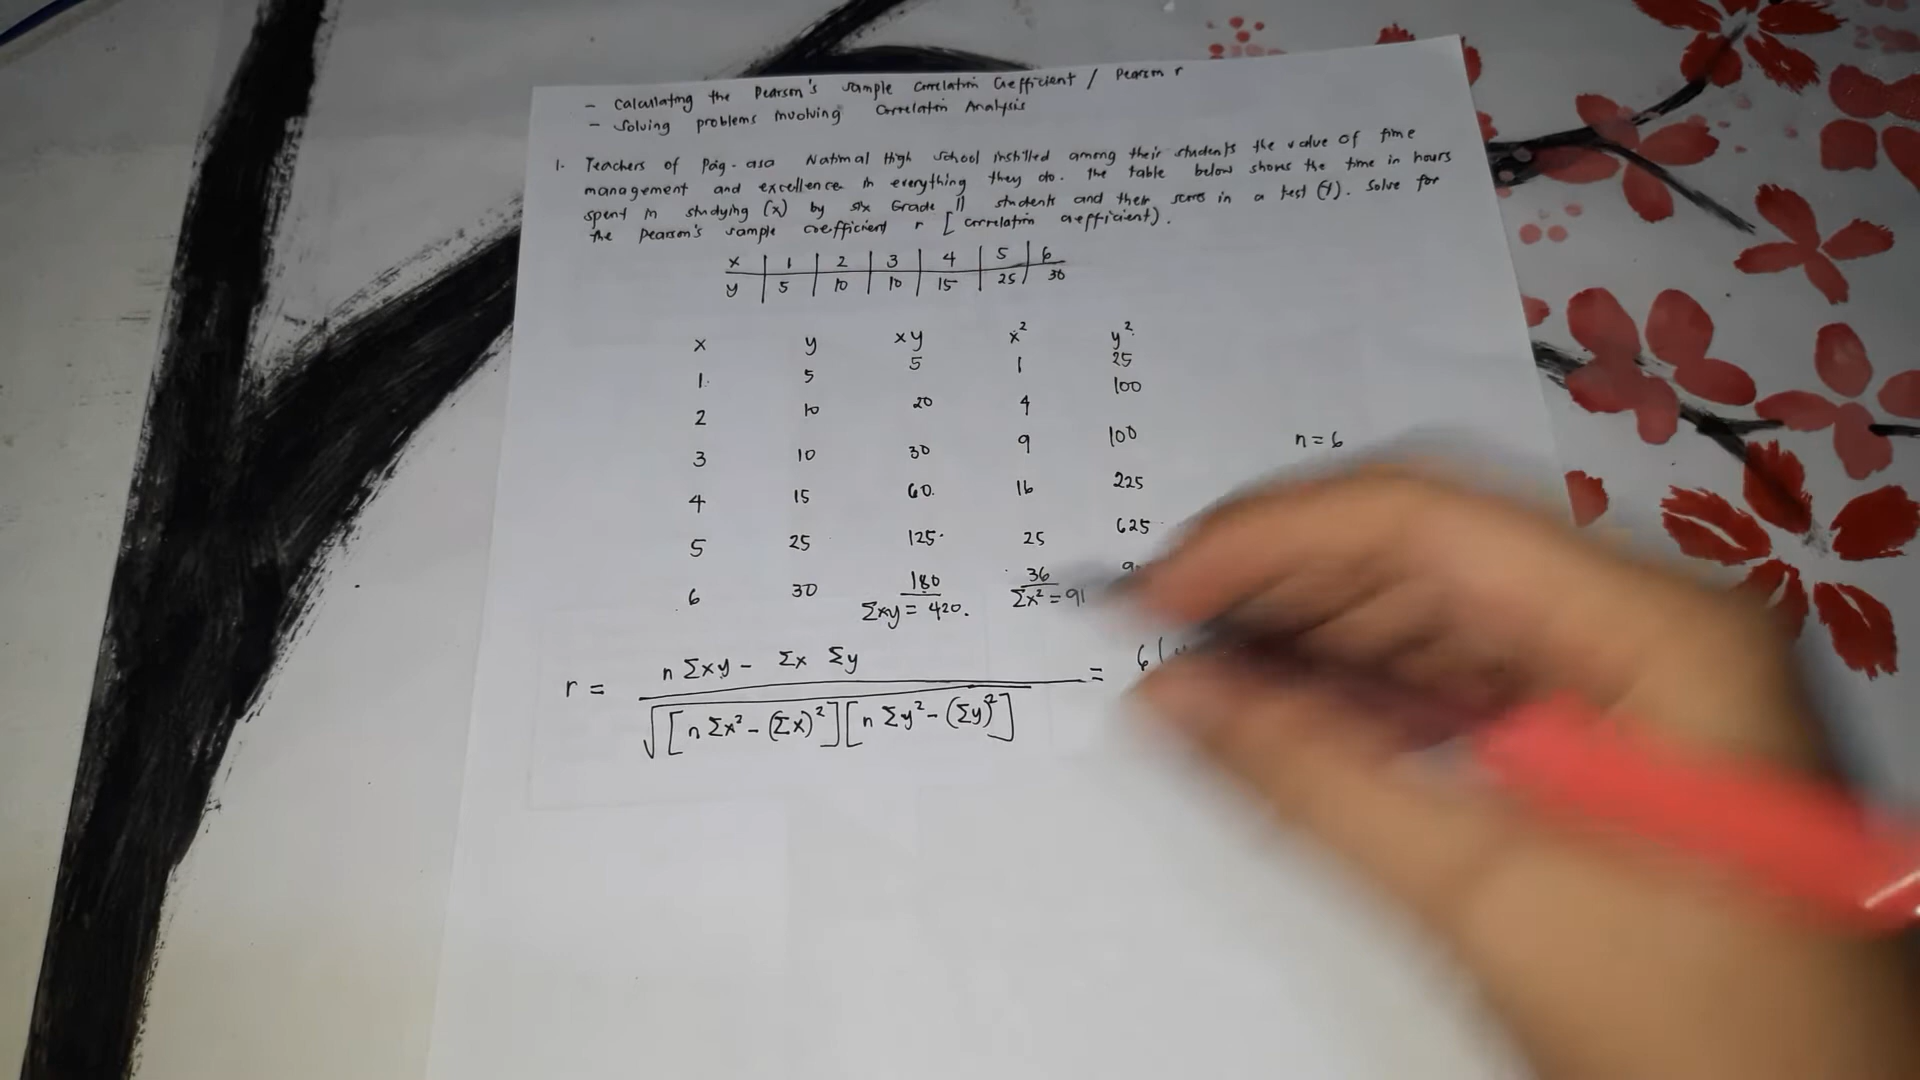 - Calculating the Pearson's sample Correlation Coefficient / Pearson r
- Solving problems involving Correlation Analysis
1. Teachers of Pag-asa National High School instilled among their students the value of time
management and excellence in everything they do. The table below shows the time in hours
spent in studying (x) by six Grade 11 students and their scores in a test (y). Solve for
the Pearson's sample coefficient r [correlation coefficient).
x | 1 | 2 | 3 | 4 | 5 | 6
y | 5 | 10 | 10 | 15 | 25 | 30
x y xy x² y²
1 5 5 1 25
2 10 20 4 100
3 10 30 9 100
n = 6
4 15 60 16 225
5 25 125 25 625
6 30 180 36
Σxy = 420. Σx² = 91
r = n Σxy - Σx Σy / √[n Σx² - (Σx)²][n Σy² - (Σy)²] = 6(